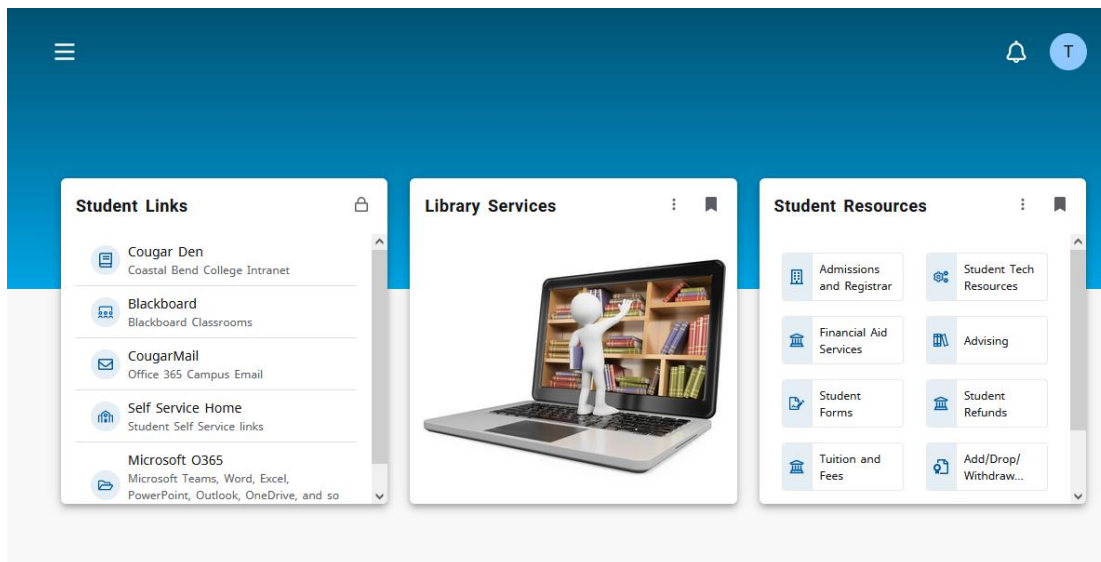 T
Student Links
Cougar Den
Coastal Bend College Intranet
Blackboard
Blackboard Classrooms
CougarMail
Office 365 Campus Email
Self Service Home
Student Self Service links
Microsoft O365
Microsoft Teams, Word, Excel,
PowerPoint, Outlook, OneDrive, and so
Library Services
Student Resources
Admissions
and Registrar
Student Tech
Resources
Financial Aid
Services
Advising
Student
Forms
Student
Refunds
Tuition and
Fees
Add/Drop/
Withdraw...